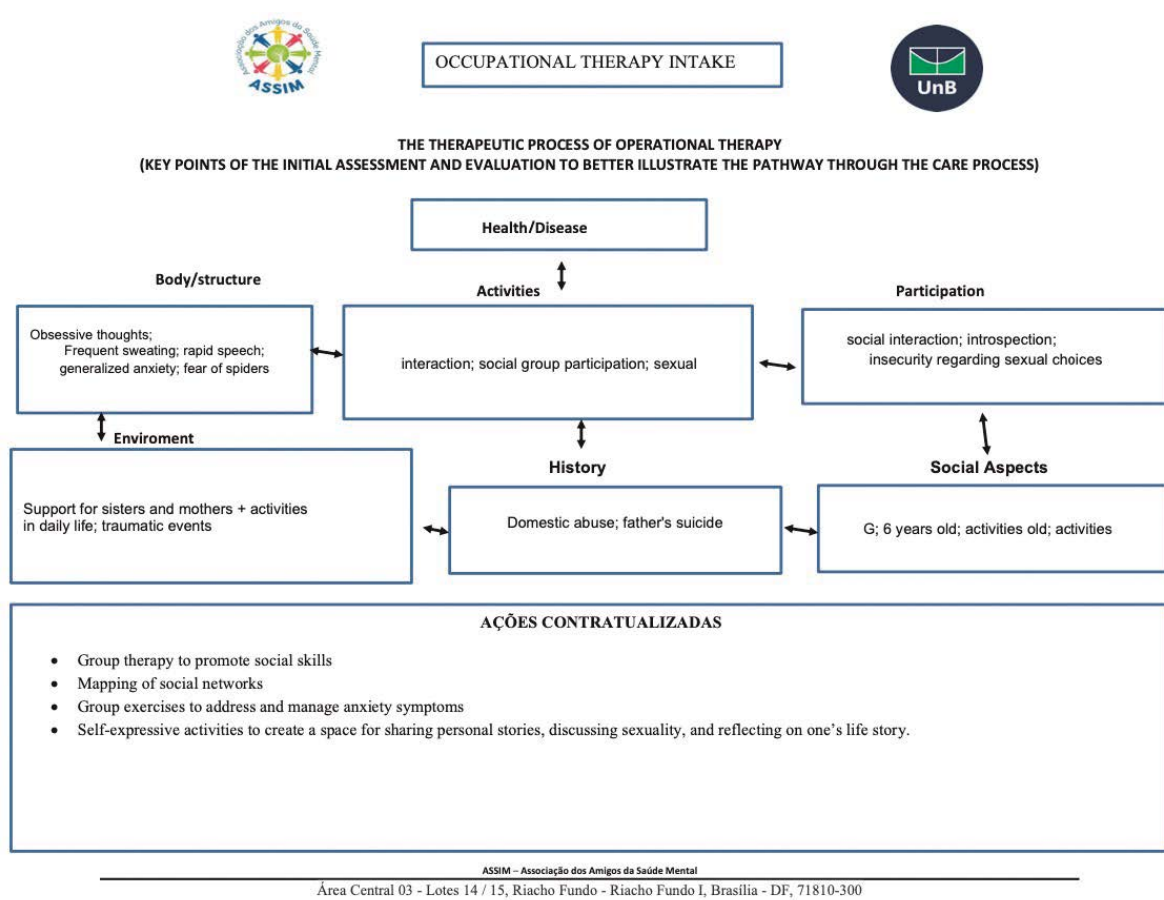 Associação dos Amigos da Saúde Mental
ASSIM
OCCUPATIONAL THERAPY INTAKE
UnB
THE THERAPEUTIC PROCESS OF OPERATIONAL THERAPY
(KEY POINTS OF THE INITIAL ASSESSMENT AND EVALUATION TO BETTER ILLUSTRATE THE PATHWAY THROUGH THE CARE PROCESS)
Health/Disease
Body/structure
Activities
Participation
Obsessive thoughts;
Frequent sweating; rapid speech;
generalized anxiety; fear of spiders
interaction; social group participation; sexual
social interaction; introspection;
insecurity regarding sexual choices
Enviroment
History
Social Aspects
Support for sisters and mothers + activities
in daily life; traumatic events
Domestic abuse; father's suicide
G; 6 years old; activities old; activities
AÇÕES CONTRATUALIZADAS
• Group therapy to promote social skills
• Mapping of social networks
• Group exercises to address and manage anxiety symptoms
• Self-expressive activities to create a space for sharing personal stories, discussing sexuality, and reflecting on one’s life story.
ASSIM – Associação dos Amigos da Saúde Mental
Área Central 03 - Lotes 14 / 15, Riacho Fundo - Riacho Fundo I, Brasília - DF, 71810-300